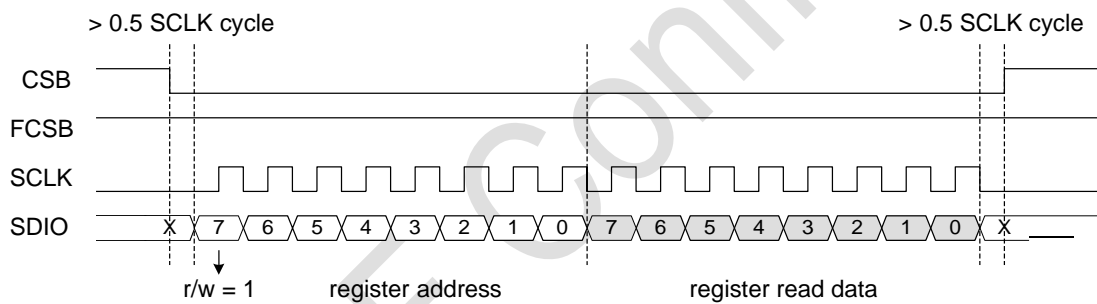 > 0.5 SCLK cycle > 0.5 SCLK cycle
CSB
FCSB
SCLK
SDIO X 7 6 5 4 3 2 1 0 7 6 5 4 3 2 1 0 X
r/w = 1 register address register read data